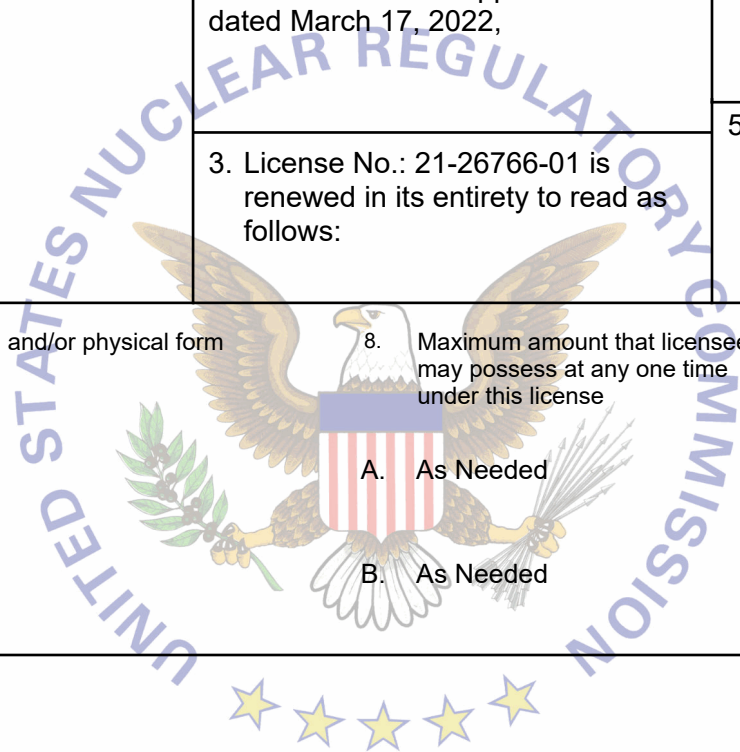 dated March 17, 2022,
5
3. License No.: 21-26766-01 is
renewed in its entirety to read as
follows:
and/or physical form
8. Maximum amount that licensee
may possess at any one time
under this license
A. As Needed
B. As Needed
UNITED STATES NUCLEAR REGULATORY COMMISSION